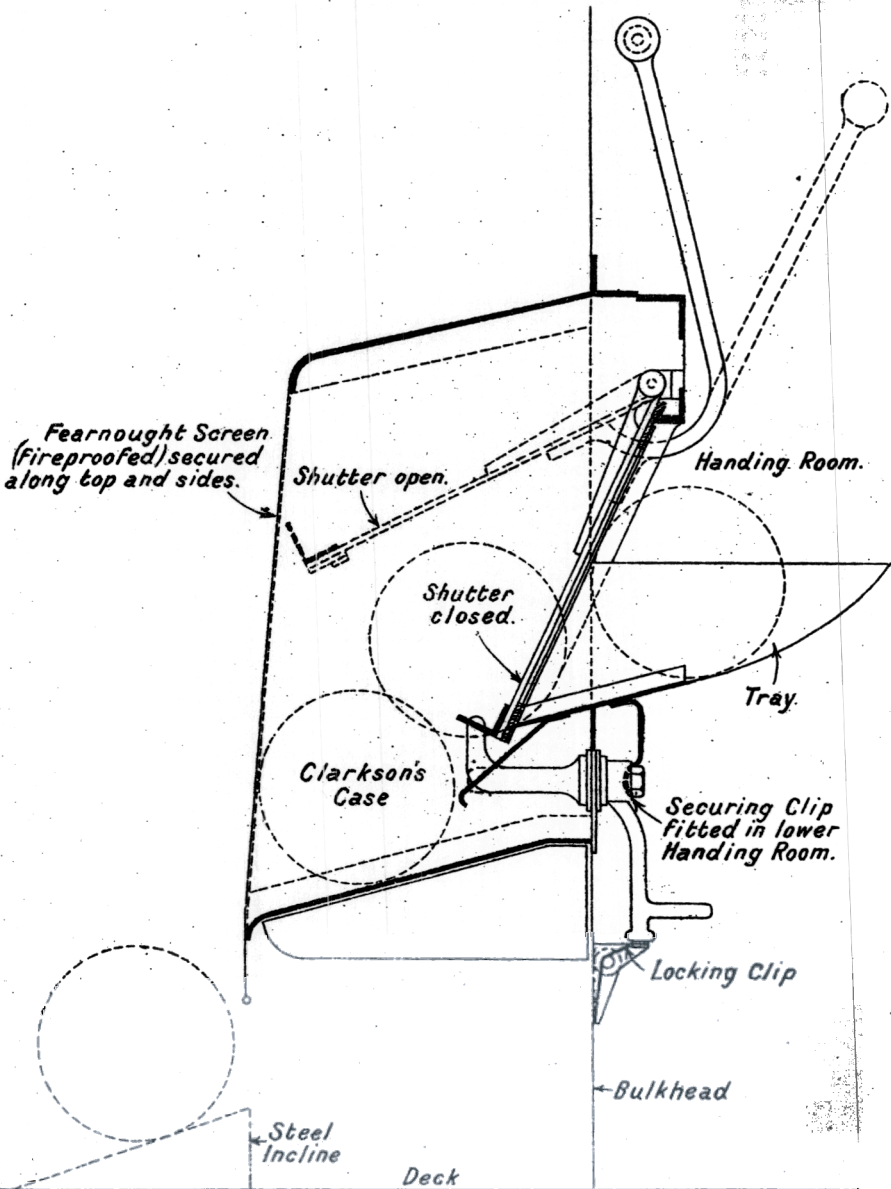 Fearnought Screen
(fireproofed) secured
along top and sides.
Shutter open.
Handing Room.
Shutter
closed.
Tray.
Clarkson's
Case
Securing Clip
fitted in lower
Handing Room.
Locking Clip
Bulkhead
Steel
Incline
Deck